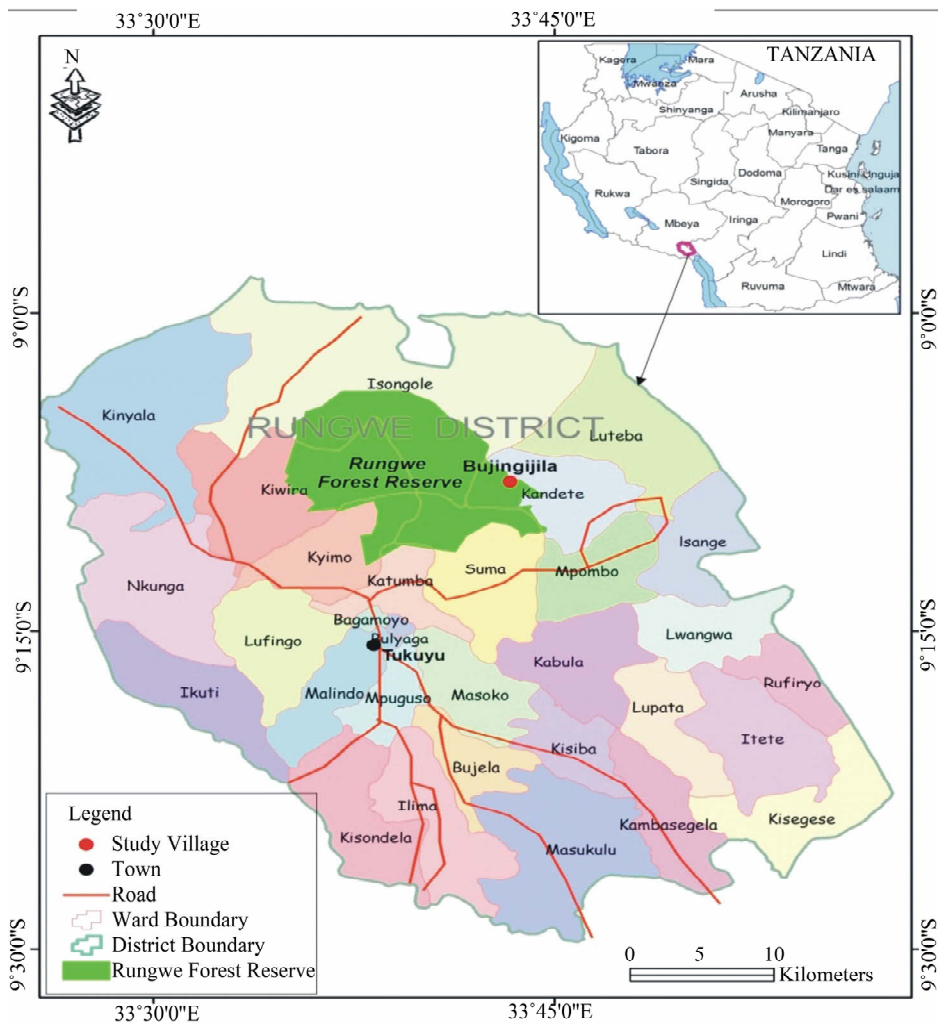 33°30'0"E 33°45'0"E
N
TANZANIA
Kagera Mara
Mwanza
Arusha
Shinyanga
Kilimanjaro
Kigoma
Manyara
Tabora
Tanga
Dodoma
Kusini Unguja
Singida
Dar es salaam
Rukwa
Morogoro
Mbeya
Iringa
Pwani
Lindi
Ruvuma
Mtwara
9°0'0"S 9°0'0"S
Isongole
Kinyala
RUNGWE DISTRICT
Luteba
Rungwe
Forest Reserve
Bujingijila
Kiwira
Kandete
Isange
Kyimo
Suma
Mpombo
Katumba
Nkunga
Bagamoyo
9°15'0"S 9°15'0"S
Lufingo
Bulyaga
Lwangwa
Tukuyu
Kabula
Rufiryo
Ikuti
Malindo
Mpuguso
Masoko
Lupata
Itete
Kisiba
Bujela
Ilima
Kisegese
Kambasegela
Kisondela
Masukulu
Legend
Study Village
Town
Road
Ward Boundary
District Boundary
Rungwe Forest Reserve
9°30'0"S 9°30'0"S
0 5 10
Kilometers
33°30'0"E 33°45'0"E